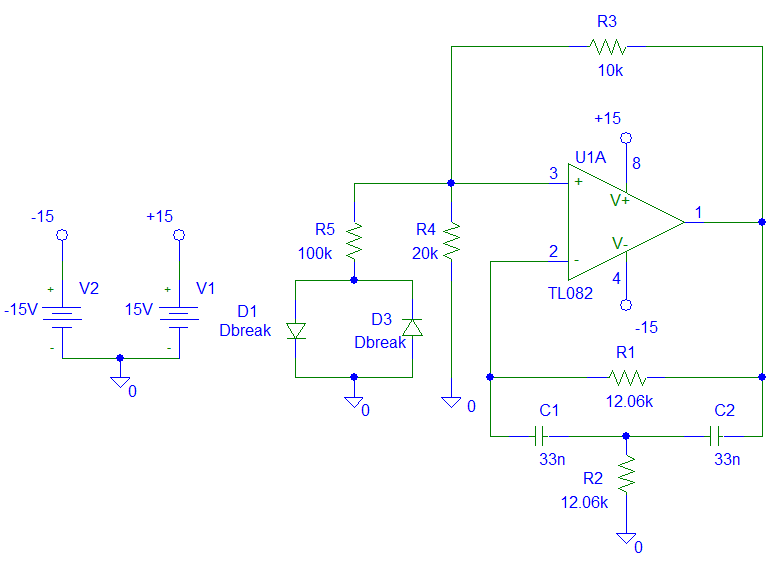 R3
10k
+15
U1A
8
3
+
V+
1
-15
+15
R5
100k
R4
20k
2
-
V-
4
TL082
-15
+
V2
-15V
-
+
V1
15V
-
D1
Dbreak
D3
Dbreak
R1
12.06k
0
0
0
C1
33n
C2
33n
R2
12.06k
0